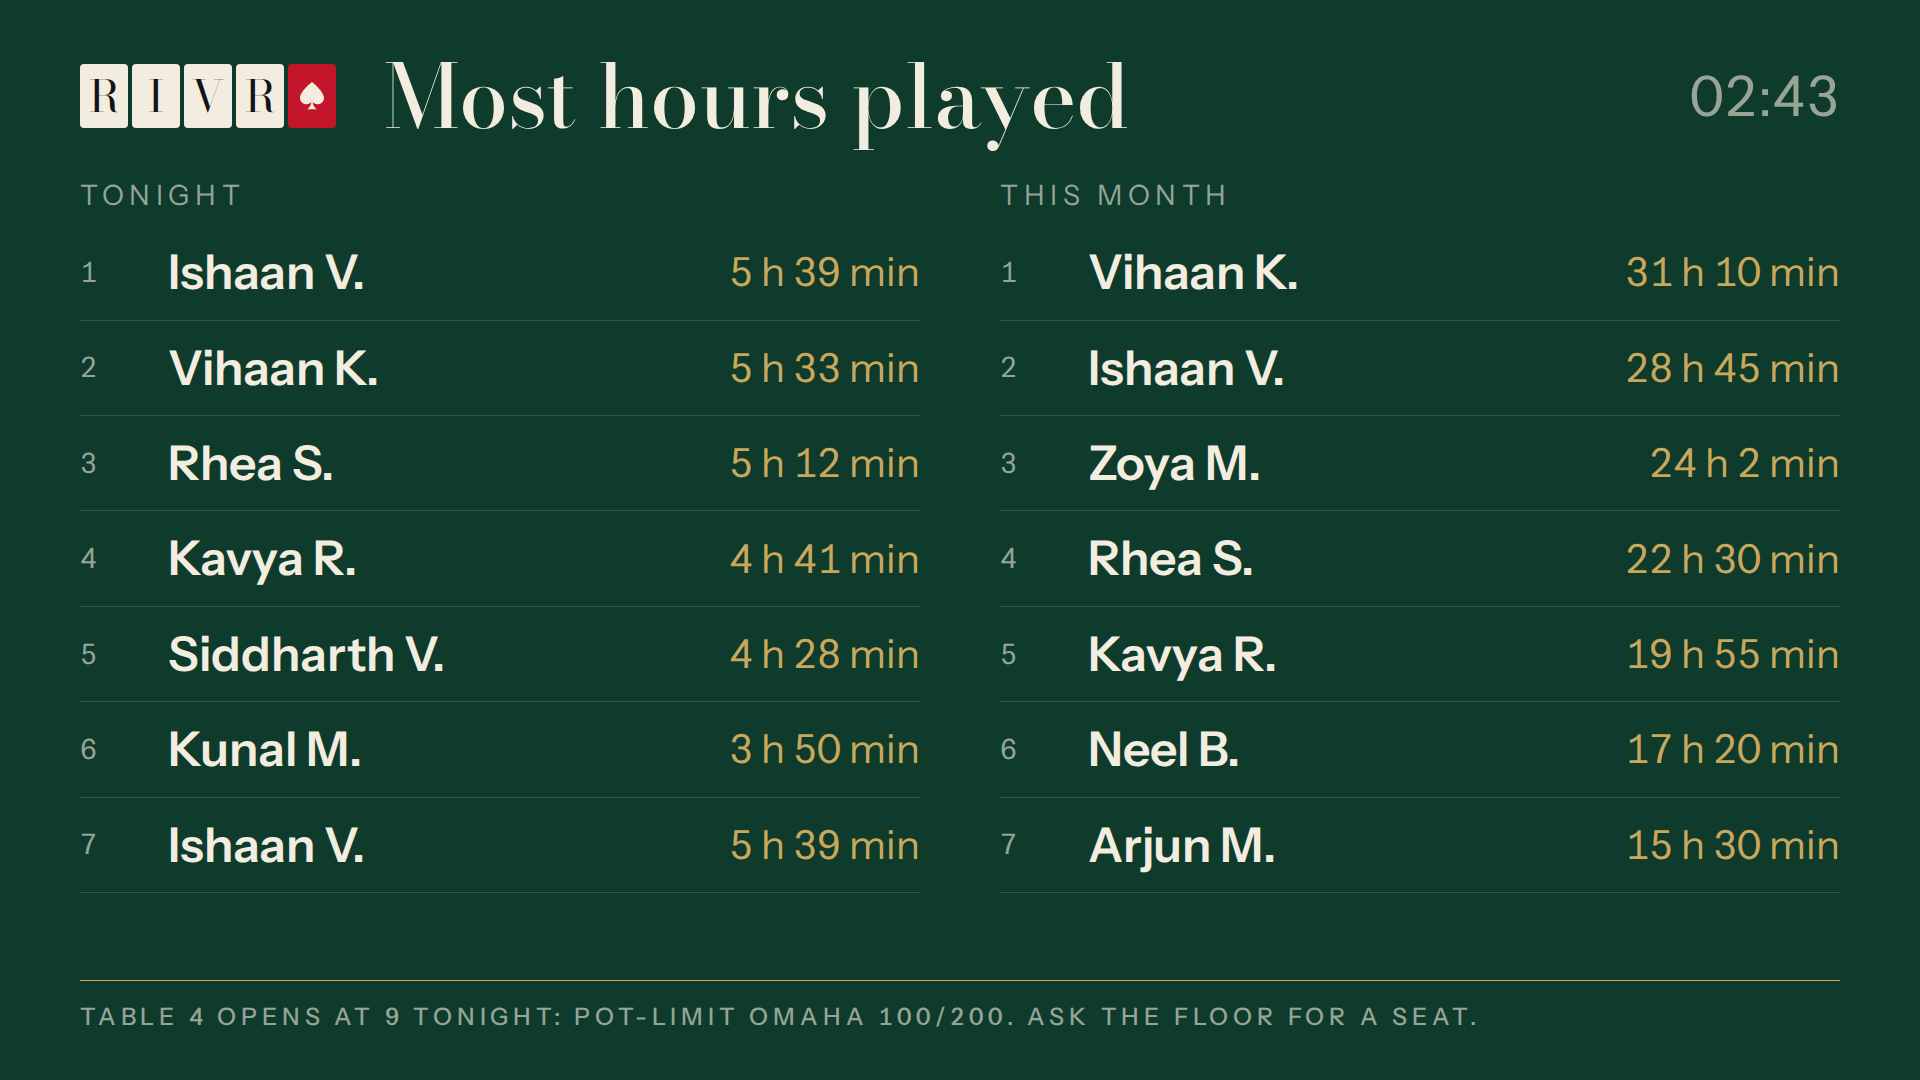 RIVR♠ Most hours played 02:43
TONIGHT
1 Ishaan V. 5 h 39 min
2 Vihaan K. 5 h 33 min
3 Rhea S. 5 h 12 min
4 Kavya R. 4 h 41 min
5 Siddharth V. 4 h 28 min
6 Kunal M. 3 h 50 min
7 Ishaan V. 5 h 39 min
THIS MONTH
1 Vihaan K. 31 h 10 min
2 Ishaan V. 28 h 45 min
3 Zoya M. 24 h 2 min
4 Rhea S. 22 h 30 min
5 Kavya R. 19 h 55 min
6 Neel B. 17 h 20 min
7 Arjun M. 15 h 30 min
TABLE 4 OPENS AT 9 TONIGHT: POT-LIMIT OMAHA 100/200. ASK THE FLOOR FOR A SEAT.